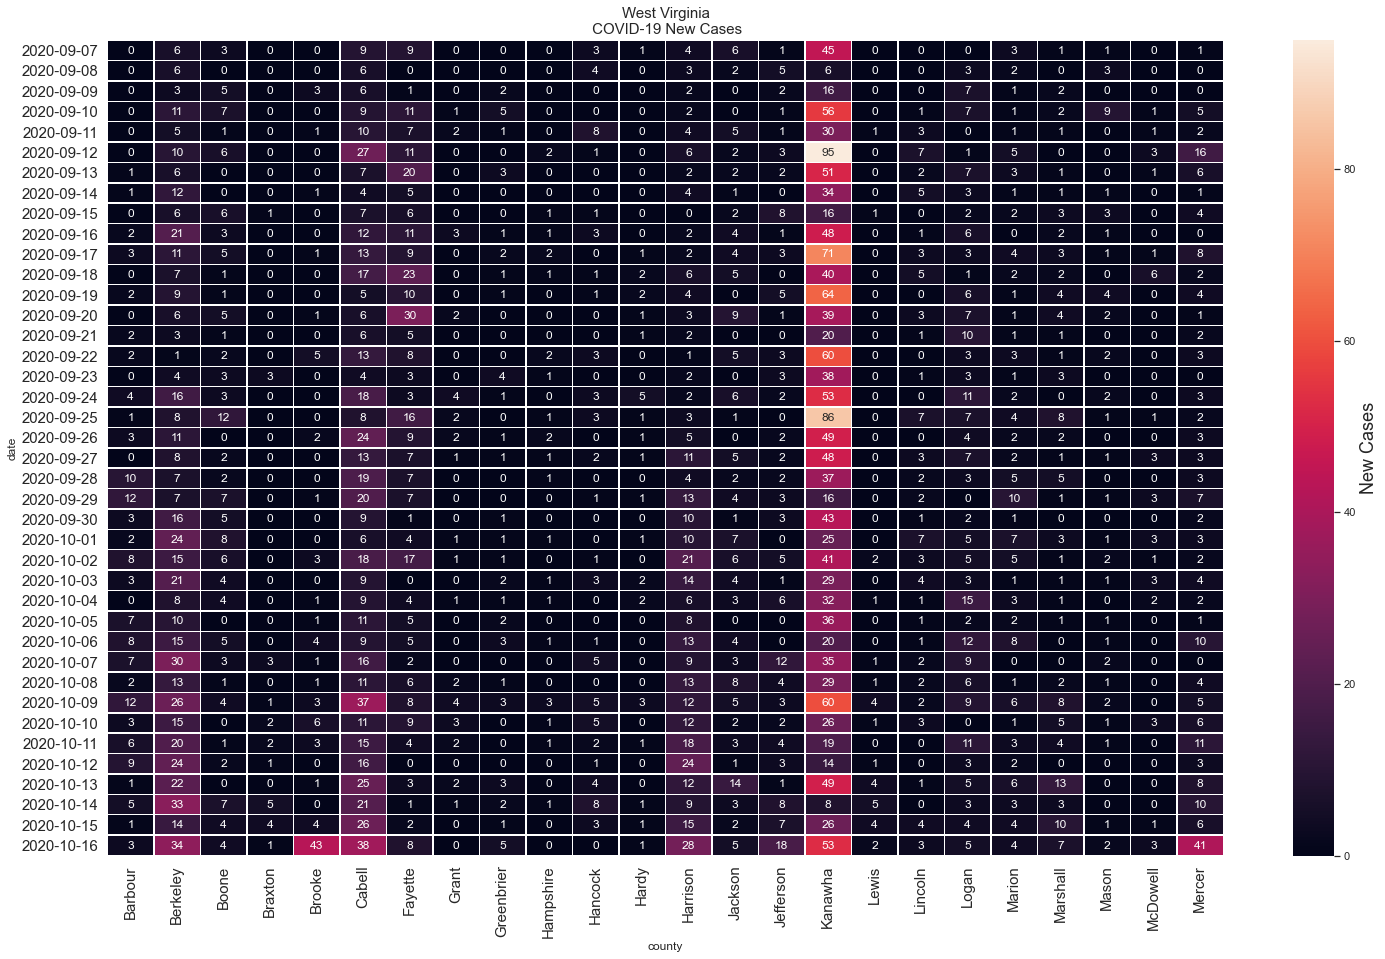 West Virginia
COVID-19 New Cases
2020-09-07 0 6 3 0 0 9 9 0 0 0 3 1 4 6 1 45 0 0 0 3 1 1 0 1
2020-09-08 0 6 0 0 0 6 0 0 0 0 4 0 3 2 5 6 0 0 3 2 0 3 0 0
2020-09-09 0 3 5 0 3 6 1 0 2 0 0 0 2 0 2 16 0 0 7 1 2 0 0 0
2020-09-10 0 11 7 0 0 9 11 1 5 0 0 0 2 0 1 56 0 1 7 1 2 9 1 5
2020-09-11 0 5 1 0 1 10 7 2 1 0 8 0 4 5 1 30 1 3 0 1 1 0 1 2
2020-09-12 0 10 6 0 0 27 11 0 0 2 1 0 6 2 3 95 0 7 1 5 0 0 3 16
2020-09-13 1 6 0 0 0 7 20 0 3 0 0 0 2 2 2 51 0 2 7 3 1 0 1 6
2020-09-14 1 12 0 0 1 4 5 0 0 0 0 0 4 1 0 34 0 5 3 1 1 1 0 1
2020-09-15 0 6 6 1 0 7 6 0 0 1 1 0 0 2 8 16 1 0 2 2 3 3 0 4
2020-09-16 2 21 3 0 0 12 11 3 1 1 3 0 2 4 1 48 0 1 6 0 2 1 0 0
2020-09-17 3 11 5 0 1 13 9 0 2 2 0 1 2 4 3 71 0 3 3 4 3 1 1 8
2020-09-18 0 7 1 0 0 17 23 0 1 1 1 2 6 5 0 40 0 5 1 2 2 0 6 2
2020-09-19 2 9 1 0 0 5 10 0 1 0 1 2 4 0 5 64 0 0 6 1 4 4 0 4
2020-09-20 0 6 5 0 1 6 30 2 0 0 0 1 3 9 1 39 0 3 7 1 4 2 0 1
2020-09-21 2 3 1 0 0 6 5 0 0 0 0 1 2 0 0 20 0 1 10 1 1 0 0 2
2020-09-22 2 1 2 0 5 13 8 0 0 2 3 0 1 5 3 60 0 0 3 3 1 2 0 3
2020-09-23 0 4 3 3 0 4 3 0 4 1 0 0 2 0 3 38 0 1 3 1 3 0 0 0
2020-09-24 4 16 3 0 0 18 3 4 1 0 3 5 2 6 2 53 0 0 11 2 0 2 0 3
2020-09-25 1 8 12 0 0 8 16 2 0 1 3 1 3 1 0 86 0 7 7 4 8 1 1 2
2020-09-26 3 11 0 0 2 24 9 2 1 2 0 1 5 0 2 49 0 0 4 2 2 0 0 3
2020-09-27 0 8 2 0 0 13 7 1 1 1 2 1 11 5 2 48 0 3 7 2 1 1 3 3
2020-09-28 10 7 2 0 0 19 7 0 0 1 0 0 4 2 2 37 0 2 3 5 5 0 0 3
2020-09-29 12 7 7 0 1 20 7 0 0 0 1 1 13 4 3 16 0 2 0 10 1 1 3 7
2020-09-30 3 16 5 0 0 9 1 0 1 0 0 0 10 1 3 43 0 1 2 1 0 0 0 2
2020-10-01 2 24 8 0 0 6 4 1 1 1 0 1 10 7 0 25 0 7 5 7 3 1 3 3
2020-10-02 8 15 6 0 3 18 17 1 1 0 1 0 21 6 5 41 2 3 5 5 1 2 1 2
2020-10-03 3 21 4 0 0 9 0 0 2 1 3 2 14 4 1 29 0 4 3 1 1 1 3 4
2020-10-04 0 8 4 0 1 9 4 1 1 1 0 2 6 3 6 32 1 1 15 3 1 0 2 2
2020-10-05 7 10 0 0 1 11 5 0 2 0 0 0 8 0 0 36 0 1 2 2 1 1 0 1
2020-10-06 8 15 5 0 4 9 5 0 3 1 1 0 13 4 0 20 0 1 12 8 0 1 0 10
2020-10-07 7 30 3 3 1 16 2 0 0 0 5 0 9 3 12 35 1 2 9 0 0 2 0 0
2020-10-08 2 13 1 0 1 11 6 2 1 0 0 0 13 8 4 29 1 2 6 1 2 1 0 4
2020-10-09 12 26 4 1 3 37 8 4 3 3 5 3 12 5 3 60 4 2 9 6 8 2 0 5
2020-10-10 3 15 0 2 6 11 9 3 0 1 5 0 12 2 2 26 1 3 0 1 5 1 3 6
2020-10-11 6 20 1 2 3 15 4 2 0 1 2 1 18 3 4 19 0 0 11 3 4 1 0 11
2020-10-12 9 24 2 1 0 16 0 0 0 0 1 0 24 1 3 14 1 0 3 2 0 0 0 3
2020-10-13 1 22 0 0 1 25 3 2 3 0 4 0 12 14 1 49 4 1 5 6 13 0 0 8
2020-10-14 5 33 7 5 0 21 1 1 2 1 8 1 9 3 8 8 5 0 3 3 3 0 0 10
2020-10-15 1 14 4 4 4 26 2 0 1 0 3 1 15 2 7 26 4 4 4 4 10 1 1 6
2020-10-16 3 34 4 1 43 38 8 0 5 0 0 1 28 5 18 53 2 3 5 4 7 2 3 41
Barbour Berkeley Boone Braxton Brooke Cabell Fayette Grant Greenbrier Hampshire Hancock Hardy Harrison Jackson Jefferson Kanawha Lewis Lincoln Logan Marion Marshall Mason McDowell Mercer
county
date
80
60
40
20
0
New Cases